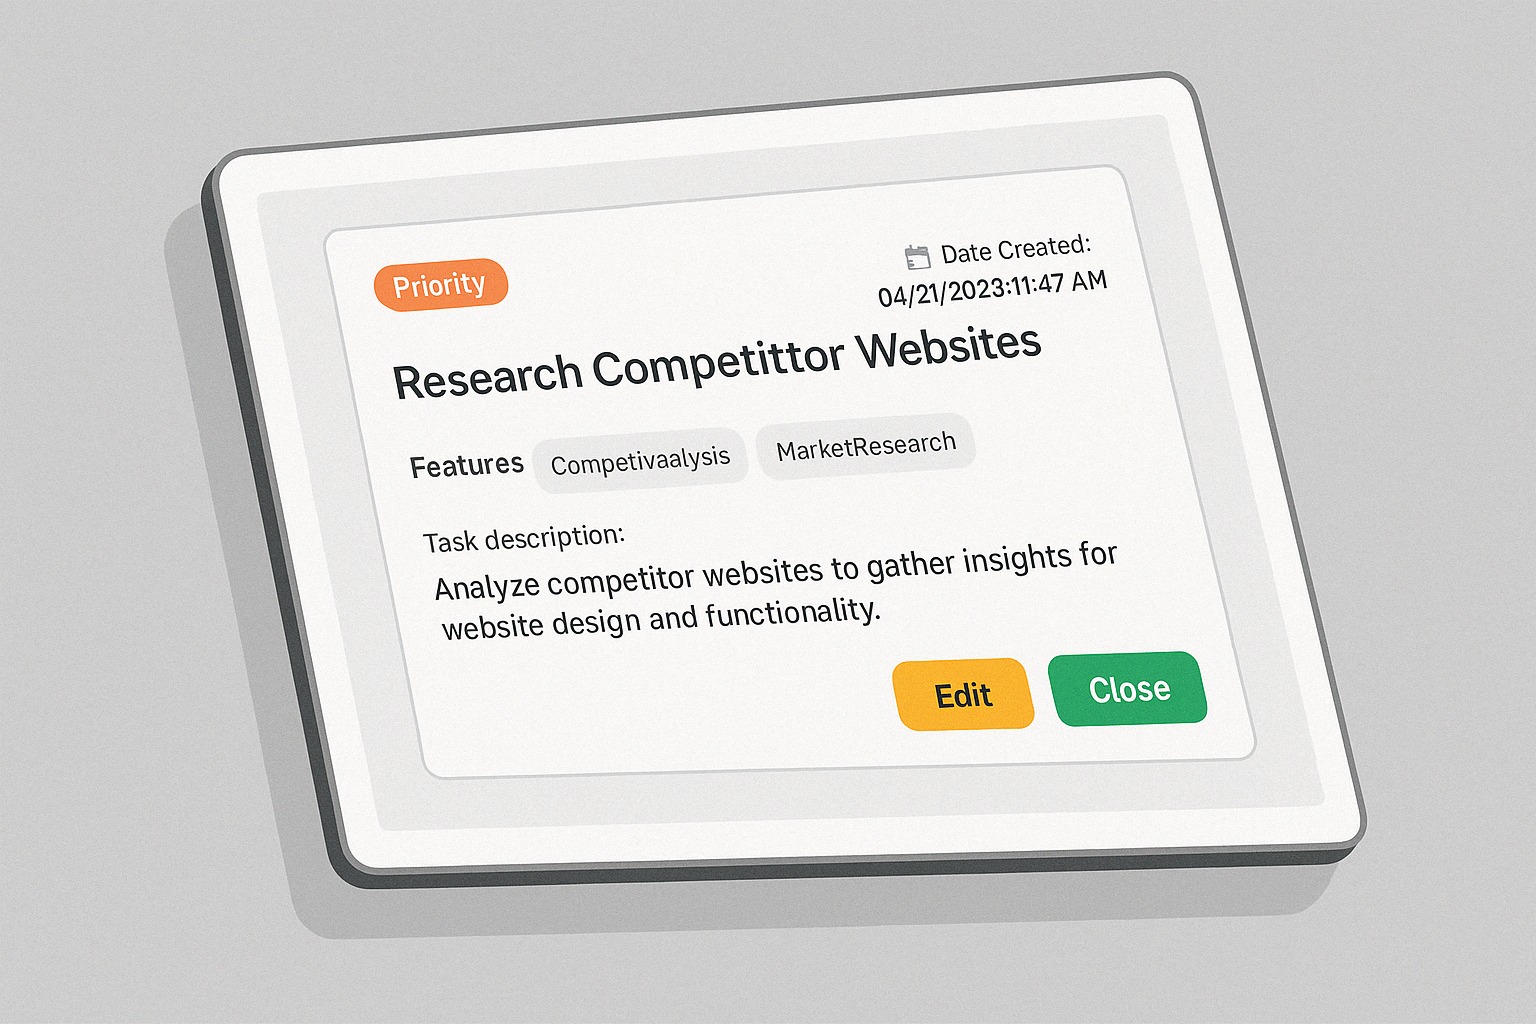 Priority
Date Created:
04/21/2023:11:47 AM
Research Competittor Websites
Features Competivaalysis MarketResearch
Task description:
Analyze competitor websites to gather insights for
website design and functionality.
Edit Close